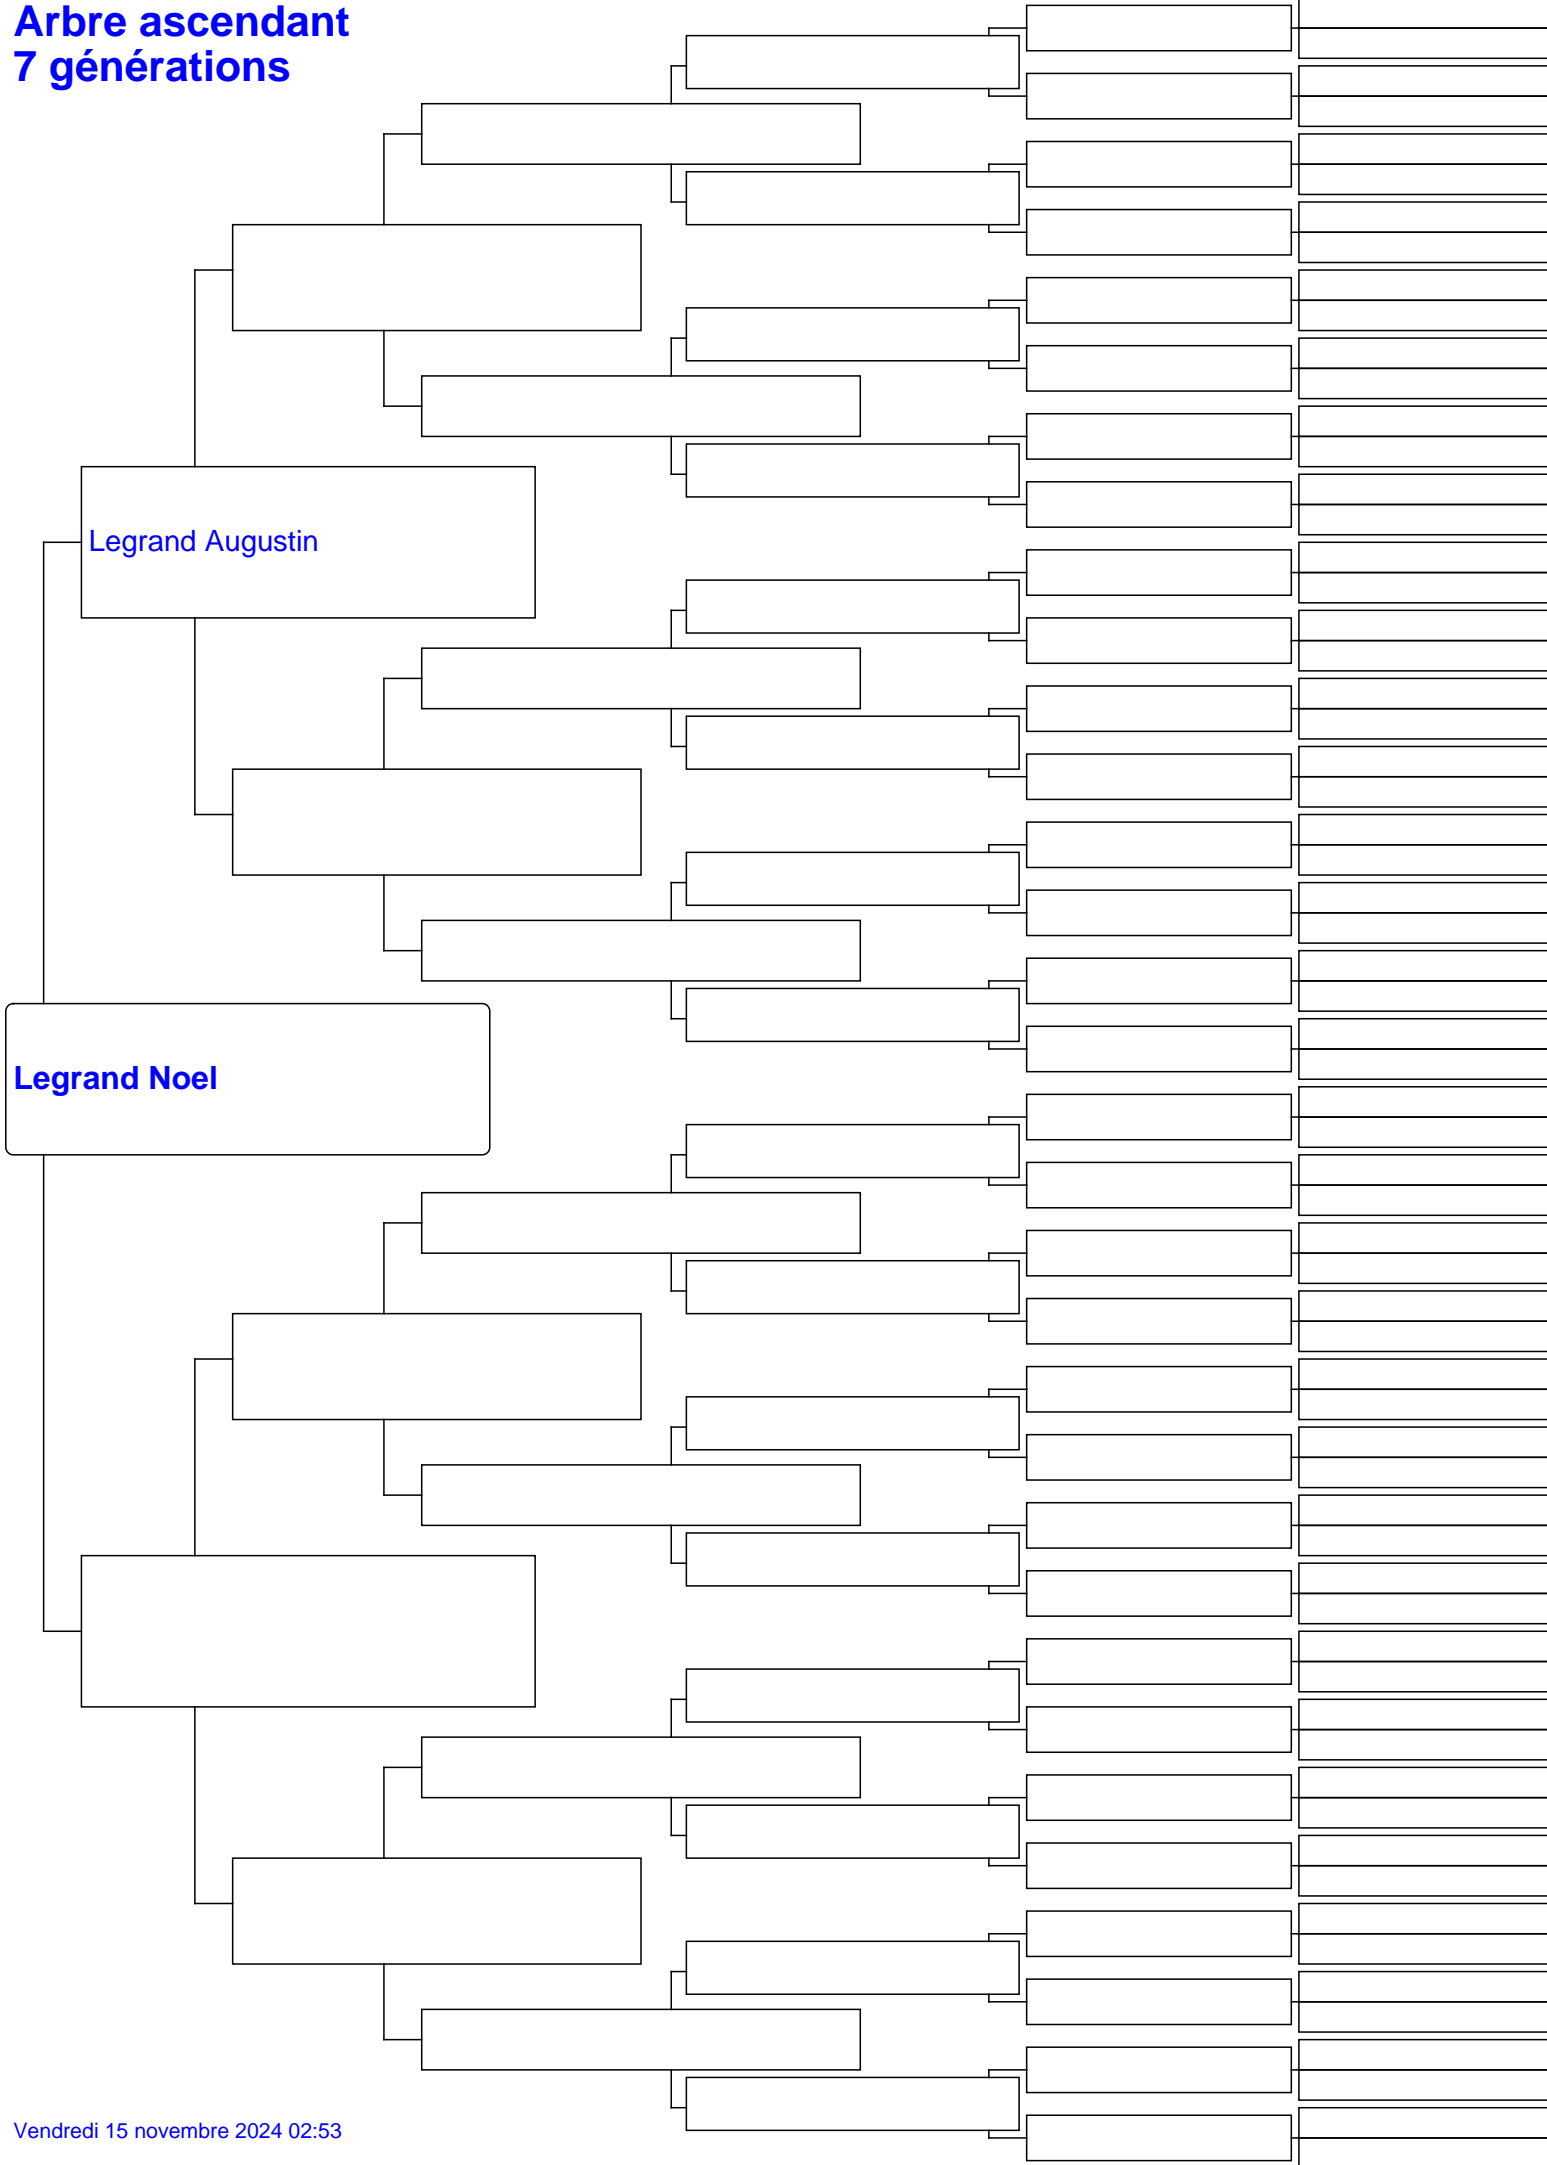 Arbre ascendant
7 générations
Legrand Augustin
Legrand Noel
Vendredi 15 novembre 2024 02:53